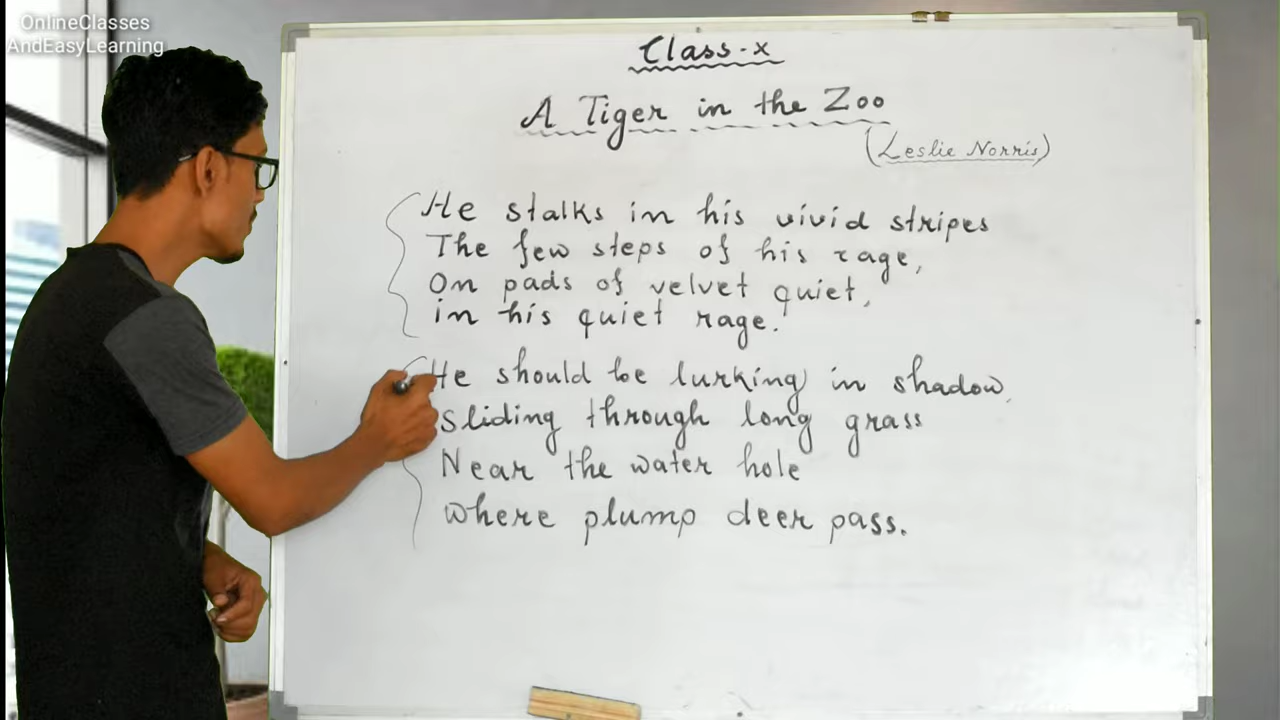 OnlineClasses
AndEasyLearning
Class-x
A Tiger in the Zoo
(Leslie Norris)
He stalks in his vivid stripes
The few steps of his rage,
On pads of velvet quiet,
in his quiet rage.
He should be lurking in shadow,
Sliding through long grass
Near the water hole
where plump deer pass.